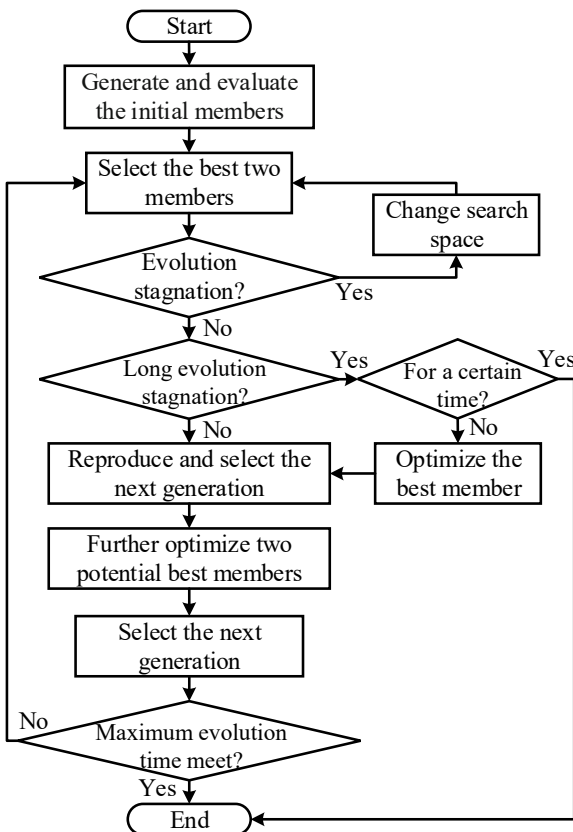 Start
Generate and evaluate
the initial members
Select the best two
members
Change search
space
Evolution
stagnation?
Yes
No
Long evolution
stagnation?
Yes
For a certain
time?
Yes
No
No
Reproduce and select the
next generation
Optimize the
best member
Further optimize two
potential best members
Select the next
generation
No
Maximum evolution
time meet?
Yes
End